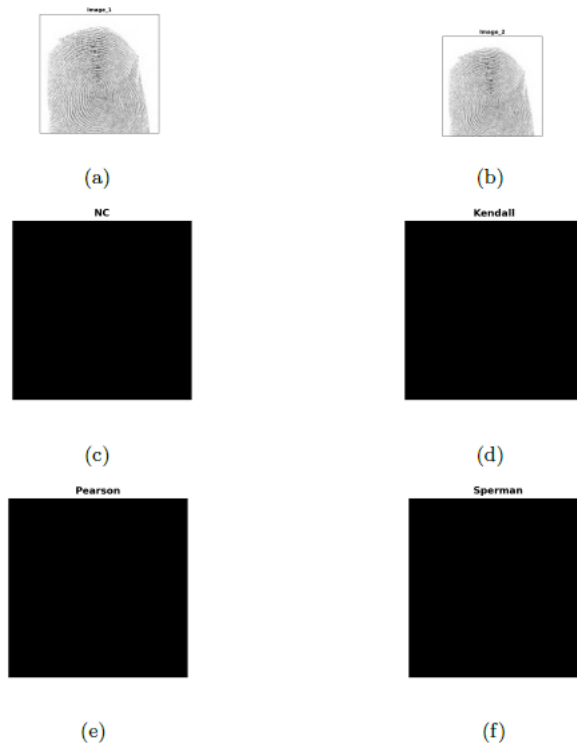 Image_1
Image_2
(a)
(b)
NC
Kendall
(c)
(d)
Pearson
Sperman
(e)
(f)